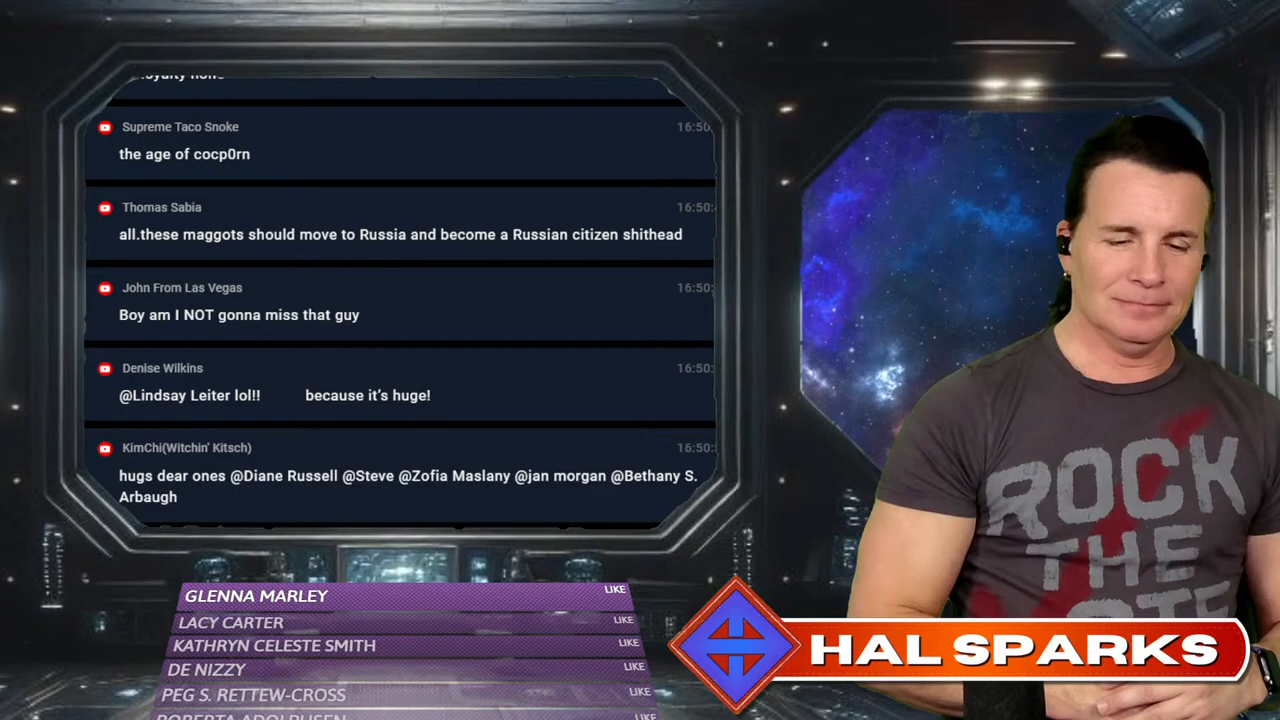 Supreme Taco Snoke
16:50
the age of cocp0rn
Thomas Sabia
16:50:
all.these maggots should move to Russia and become a Russian citizen shithead
John From Las Vegas
16:50:
Boy am I NOT gonna miss that guy
Denise Wilkins
16:50:
@Lindsay Leiter lol!! because it's huge!
KimChi(Witchin' Kitsch)
16:50:
hugs dear ones @Diane Russell @Steve @Zofia Maslany @jan morgan @Bethany S.
Arbaugh
GLENNA MARLEY LIKE
LACY CARTER LIKE
KATHRYN CELESTE SMITH LIKE
DE NIZZY LIKE
PEG S. RETTEW-CROSS LIKE
LIKE
HAL SPARKS
ROCK
THE
VOTE